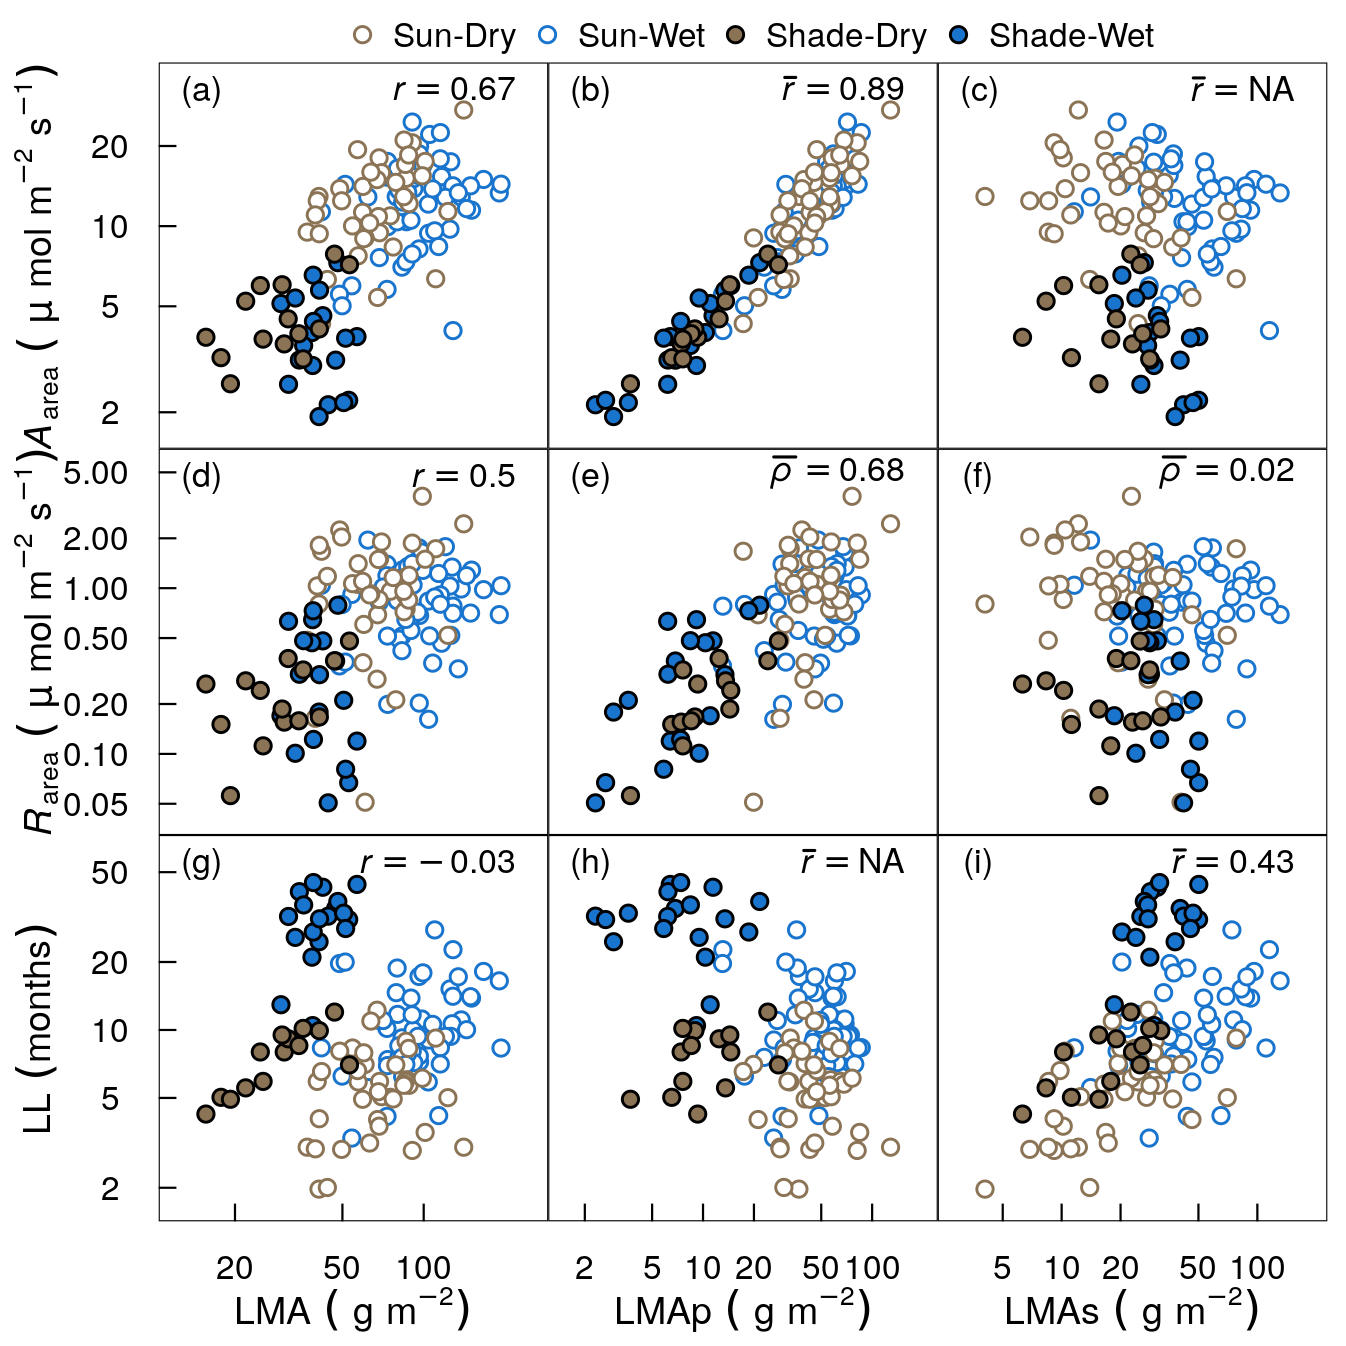 Sun-Dry Sun-Wet Shade-Dry Shade-Wet
(a) r = 0.67
(b) r̄ = 0.89
(c) r̄ = NA
A area ( μ mol m⁻² s⁻¹)
20
10
5
2
(d) r = 0.5
(e) ρ̄ = 0.68
(f) ρ̄ = 0.02
R area ( μ mol m⁻² s⁻¹)
5.00
2.00
1.00
0.50
0.20
0.10
0.05
(g) r = − 0.03
(h) r̄ = NA
(i) r̄ = 0.43
LL (months)
50
20
10
5
2
20 50 100
2 5 10 20 50 100
5 10 20 50 100
LMA ( g m⁻²)
LMAp ( g m⁻²)
LMAs ( g m⁻²)